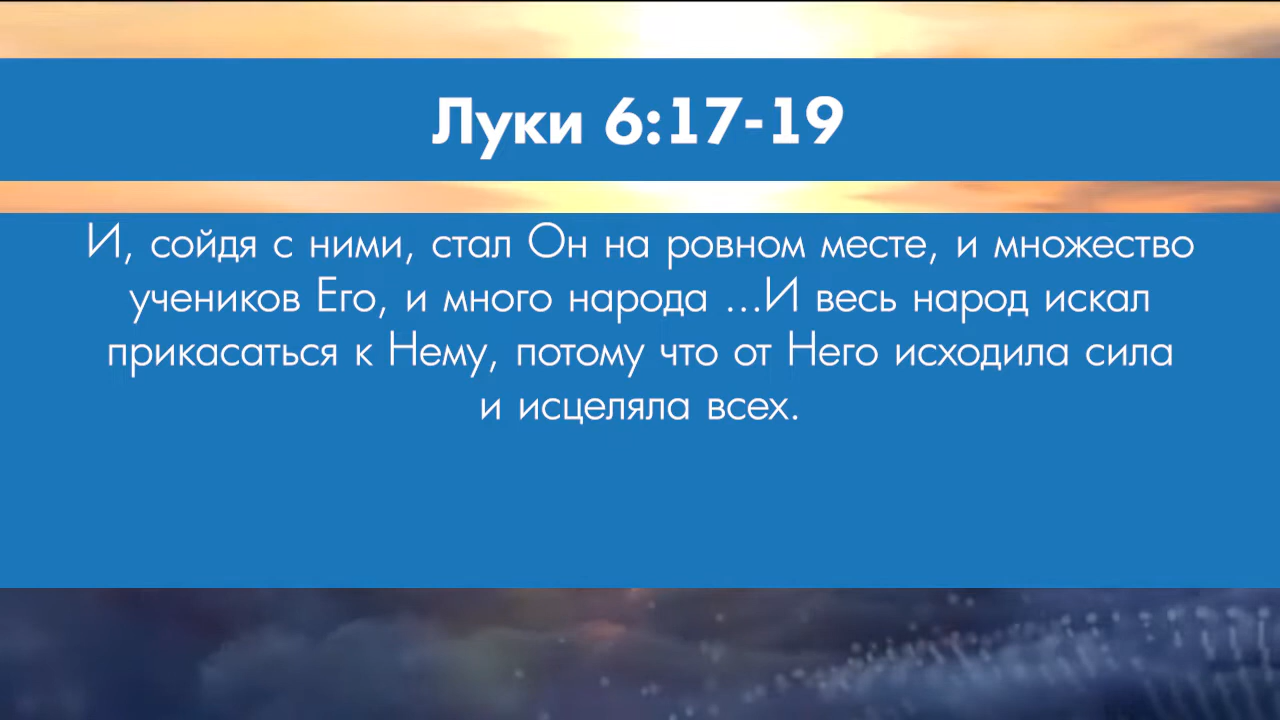 Луки 6:17-19
И, сойдя с ними, стал Он на ровном месте, и множество
учеников Его, и много народа ...И весь народ искал
прикасаться к Нему, потому что от Него исходила сила
и исцеляла всех.